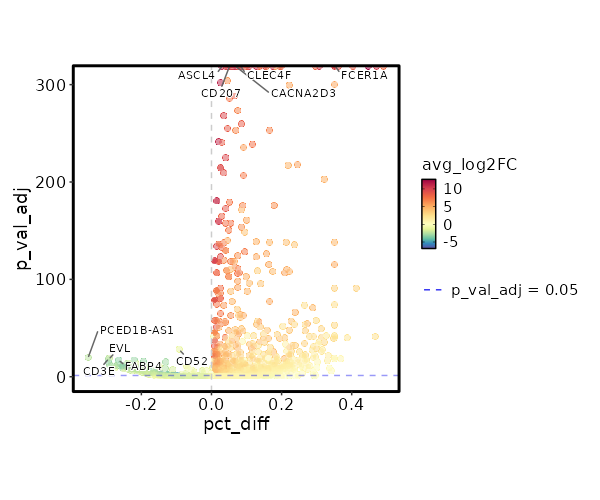 ASCL4
CLEC4F
FCER1A
CD207
CACNA2D3
PCED1B-AS1
EVL
CD52
FABP4
CD3E
300
200
100
0
p_val_adj
-0.2
0.0
0.2
0.4
pct_diff
avg_log2FC
10
5
0
-5
p_val_adj = 0.05